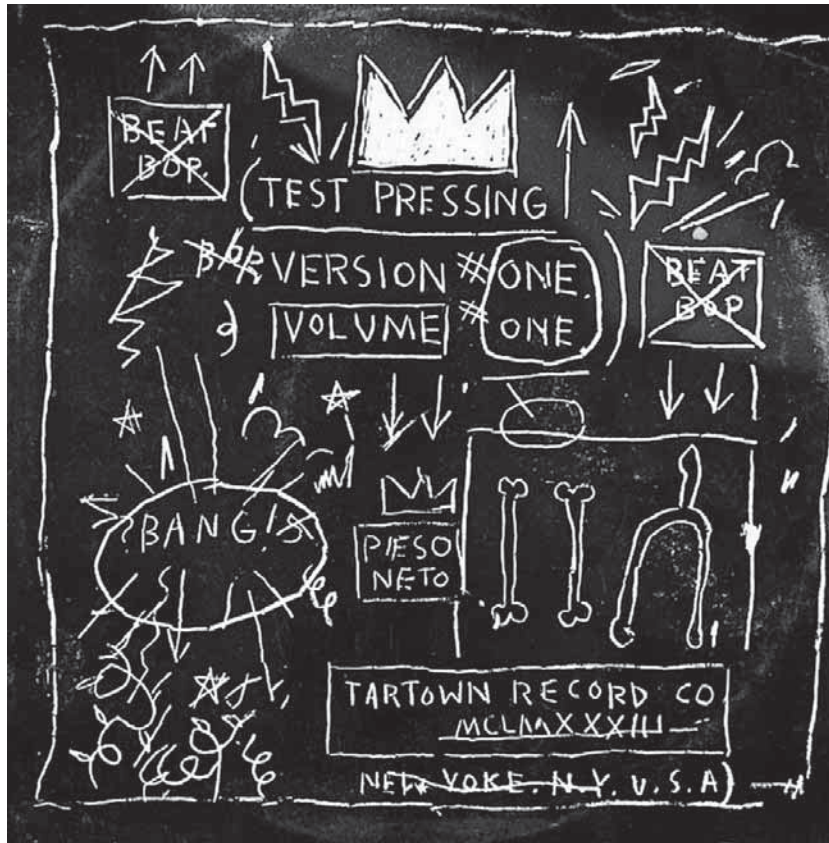 BEAT
BOP
TEST PRESSING
BOP VERSION # ONE
VOLUME # ONE
BEAT
BOP
BANG!
PIESO
NETO
TARTOWN RECORD CO
MCLMXXXIII
NEW YOKE. N.Y. U.S.A)